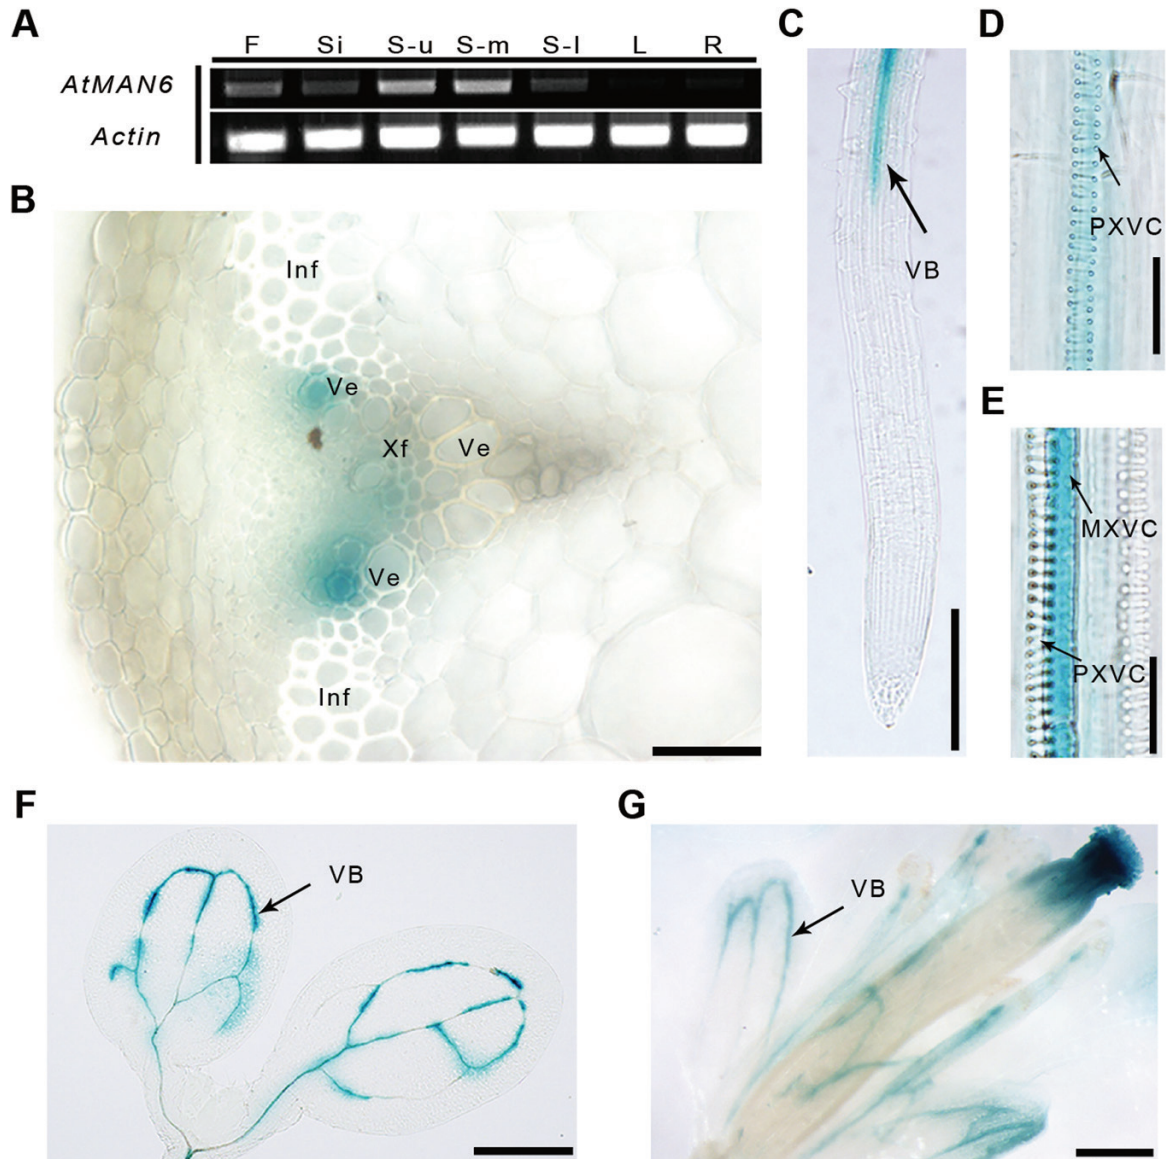 A
F Si S-u S-m S-l L R
AtMAN6
Actin
B
Inf
Ve
Xf Ve
Ve
Inf
C
VB
D
PXVC
E
MXVC
PXVC
F
VB
G
VB